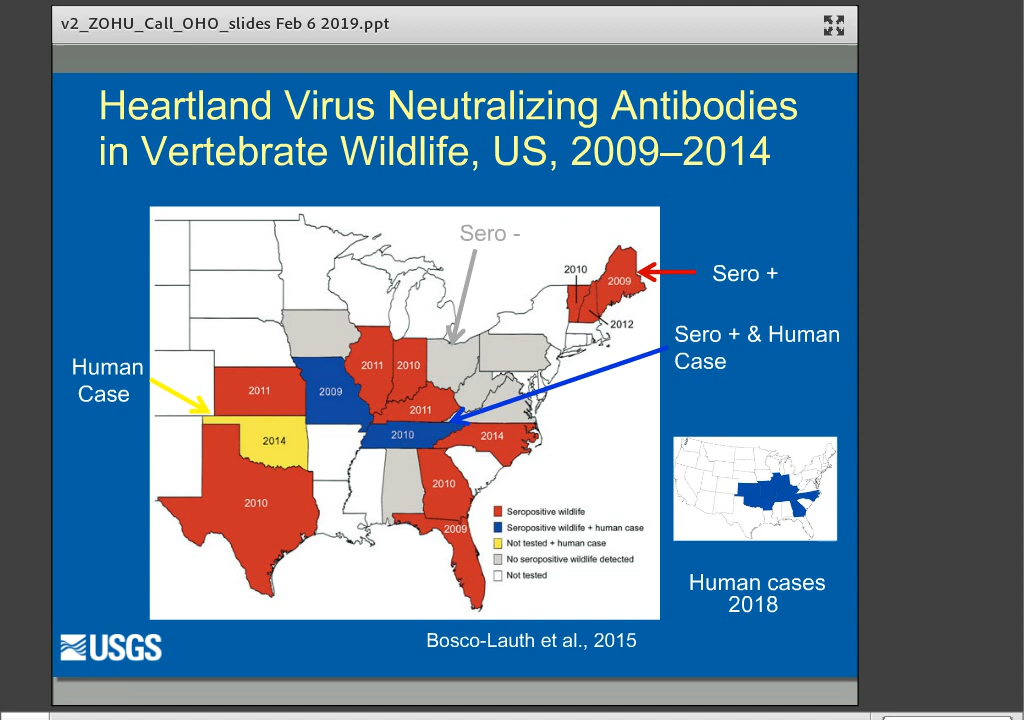 v2_ZOHU_Call_OHO_slides Feb 6 2019.ppt
Heartland Virus Neutralizing Antibodies
in Vertebrate Wildlife, US, 2009–2014
Sero -
2010
2009
Sero +
2012
Sero + & Human
Case
Human
Case
2011
2010
2011
2009
2011
2014
2010
2014
2010
2010
2009
Seropositive wildlife
Seropositive wildlife + human case
Not tested + human case
No seropositive wildlife detected
Not tested
Human cases
2018
USGS
Bosco-Lauth et al., 2015